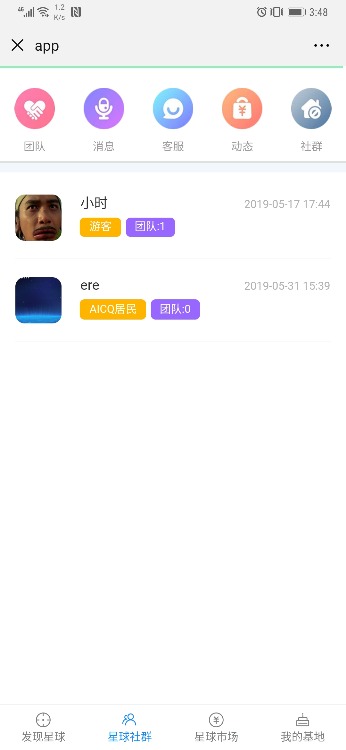 4G 1.2 K/s 3:48
app
团队 消息 客服 动态 社群
小时 2019-05-17 17:44
游客 团队:1
ere 2019-05-31 15:39
AICQ居民 团队:0
发现星球 星球社群 星球市场 我的基地